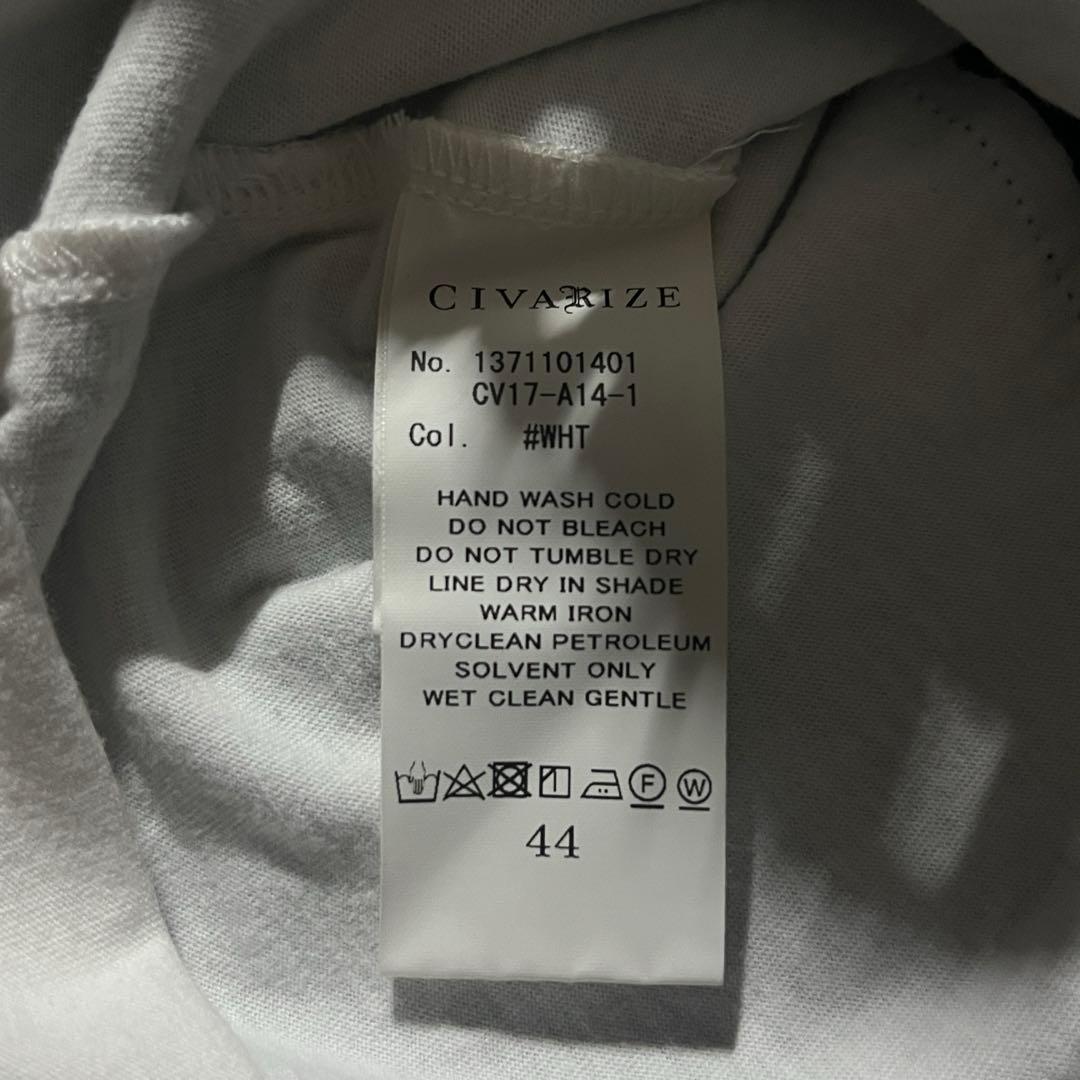 CIVARIZE
No. 1371101401
CV17-A14-1
Col. #WHT
HAND WASH COLD
DO NOT BLEACH
DO NOT TUMBLE DRY
LINE DRY IN SHADE
WARM IRON
DRYCLEAN PETROLEUM
SOLVENT ONLY
WET CLEAN GENTLE
F W
44